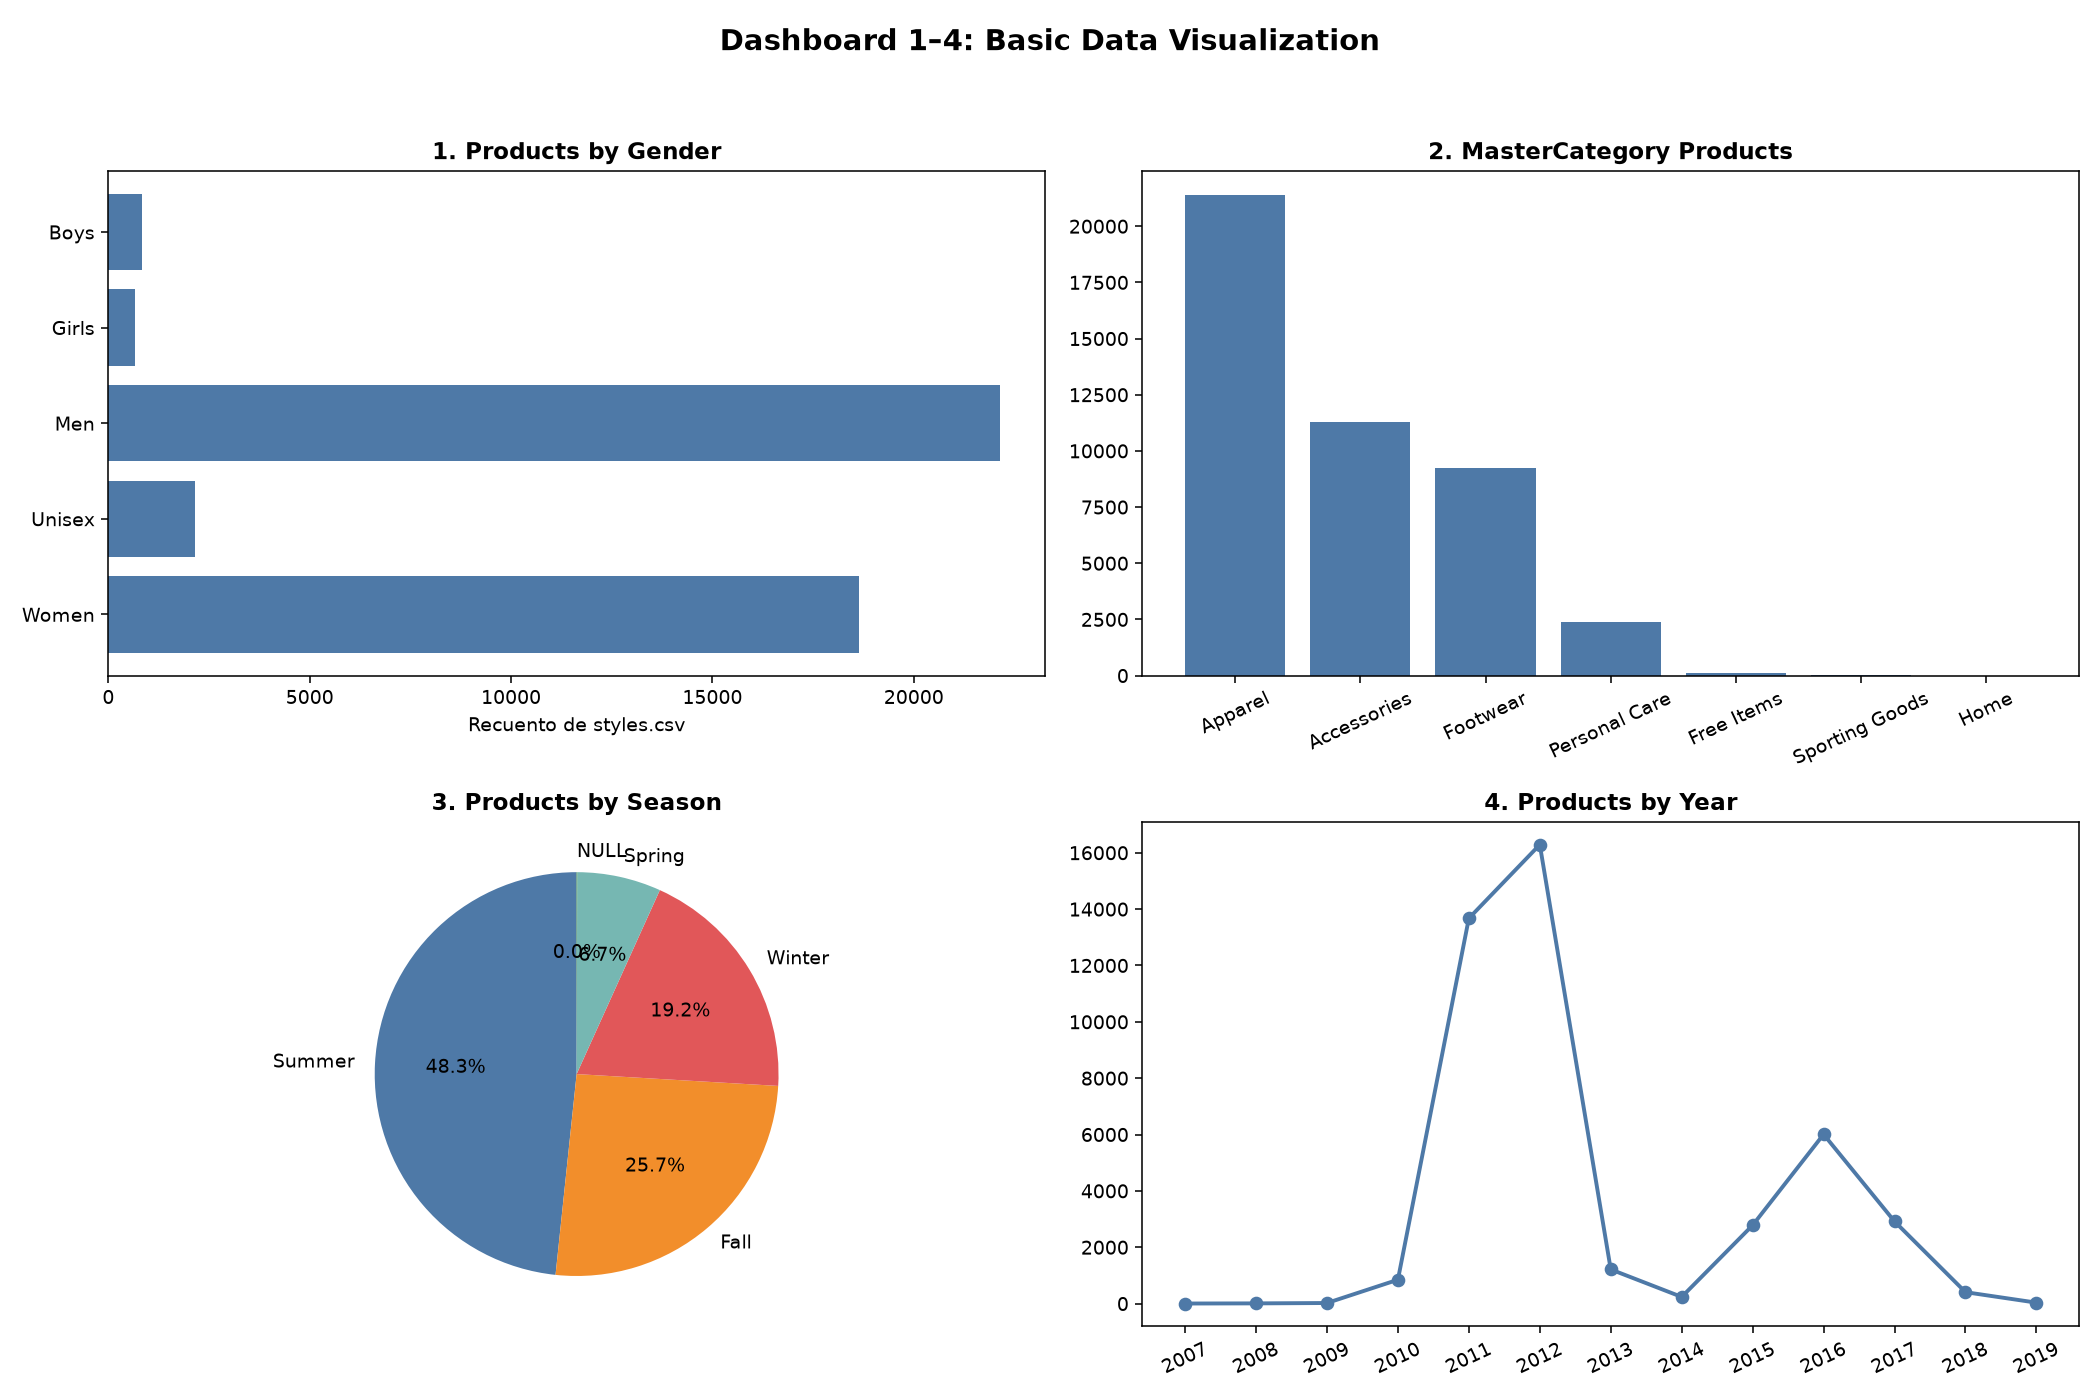 Dashboard 1–4: Basic Data Visualization
1. Products by Gender
Boys
Girls
Men
Unisex
Women
0 5000 10000 15000 20000
Recuento de styles.csv
2. MasterCategory Products
20000
17500
15000
12500
10000
7500
5000
2500
0
Apparel Accessories Footwear Personal Care Free Items Sporting Goods Home
3. Products by Season
NULL Spring
0.0% 6.7%
Winter
19.2%
Summer
48.3%
25.7%
Fall
4. Products by Year
16000
14000
12000
10000
8000
6000
4000
2000
0
2007 2008 2009 2010 2011 2012 2013 2014 2015 2016 2017 2018 2019